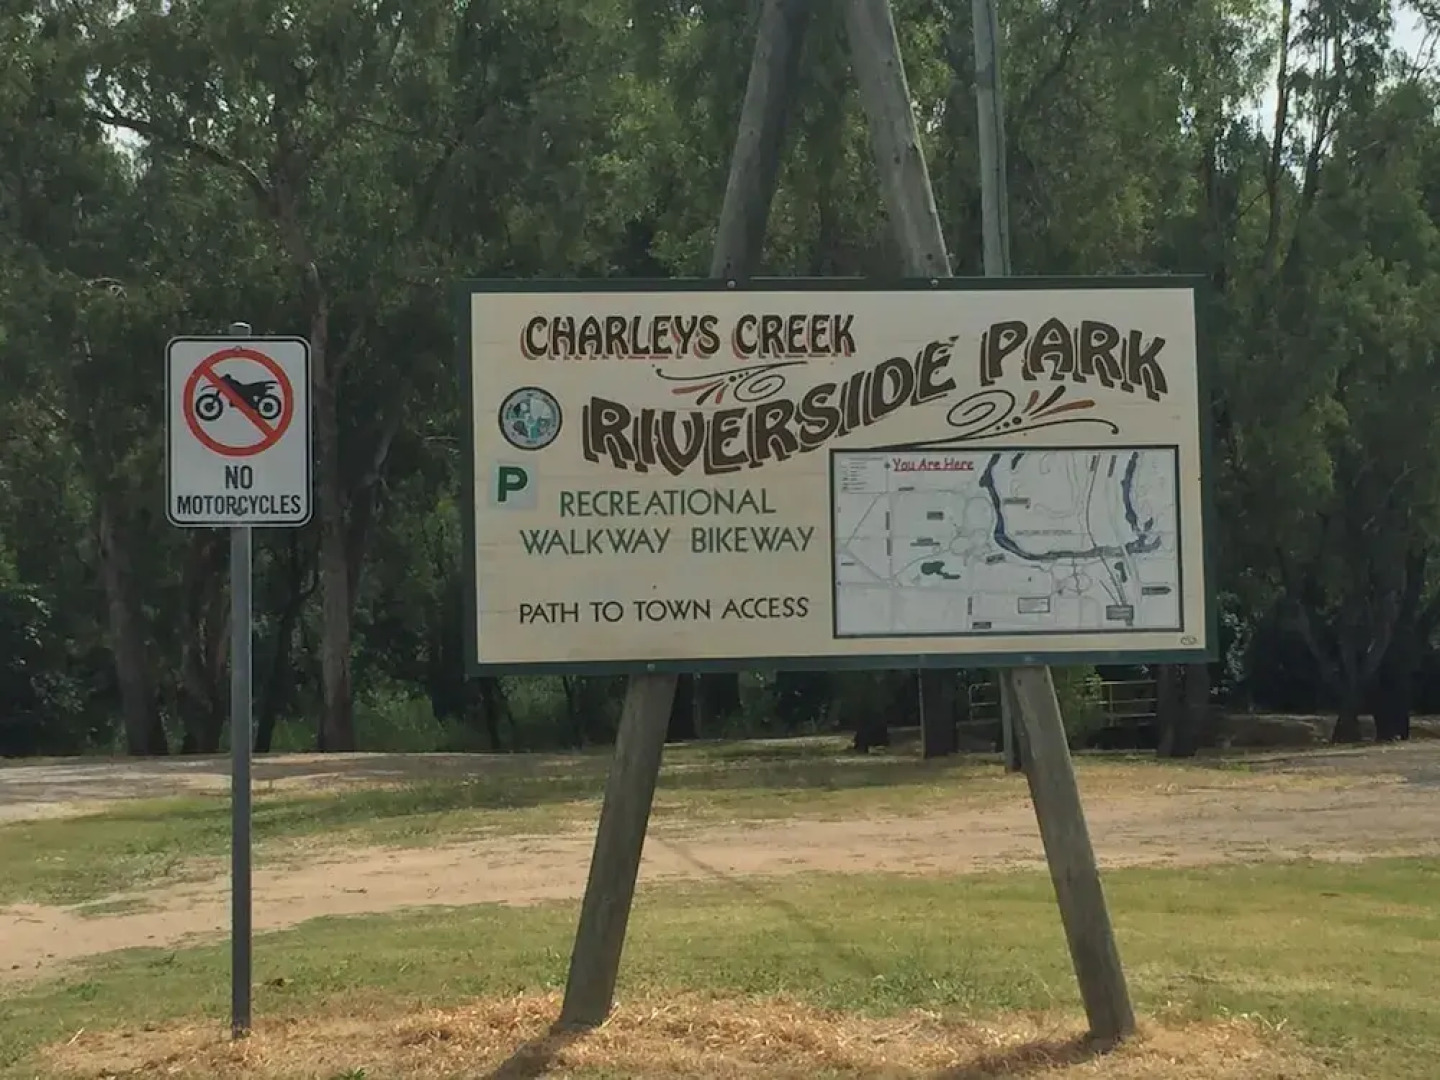 NO
MOTORCYCLES
CHARLEYS CREEK
RIVERSIDE PARK
P
RECREATIONAL
WALKWAY BIKEWAY
PATH TO TOWN ACCESS
You Are Here